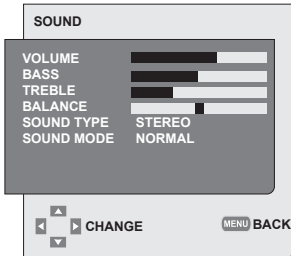 SOUND
VOLUME
BASS
TREBLE
BALANCE
SOUND TYPE STEREO
SOUND MODE NORMAL
CHANGE MENU BACK